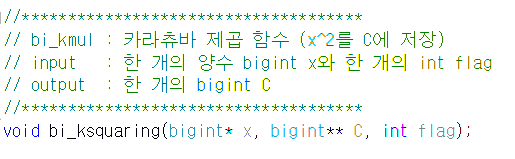 //************************************
// bi_kmul : 카라츄바 제곱 함수 (x^2를 C에 저장)
// input   : 한 개의 양수 bigint x와 한 개의 int flag
// output  : 한 개의 bigint C
//************************************
void bi_ksquaring(bigint* x, bigint** C, int flag);